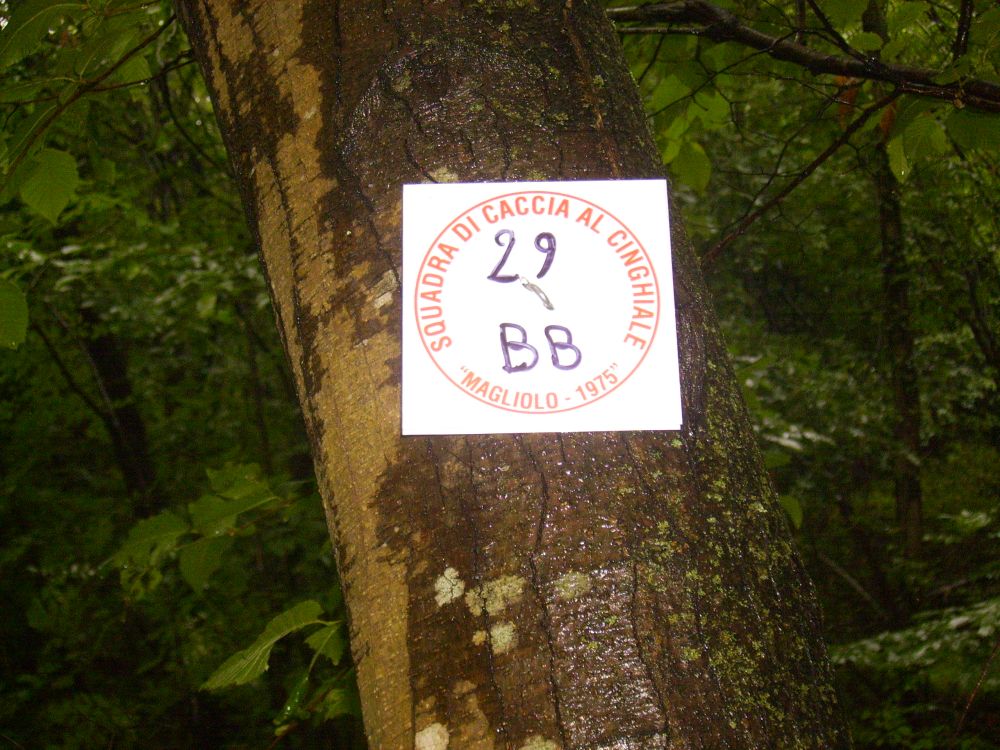 SQUADRA DI CACCIA AL CINGHIALE
29
BB
"MAGLIOLO - 1975"